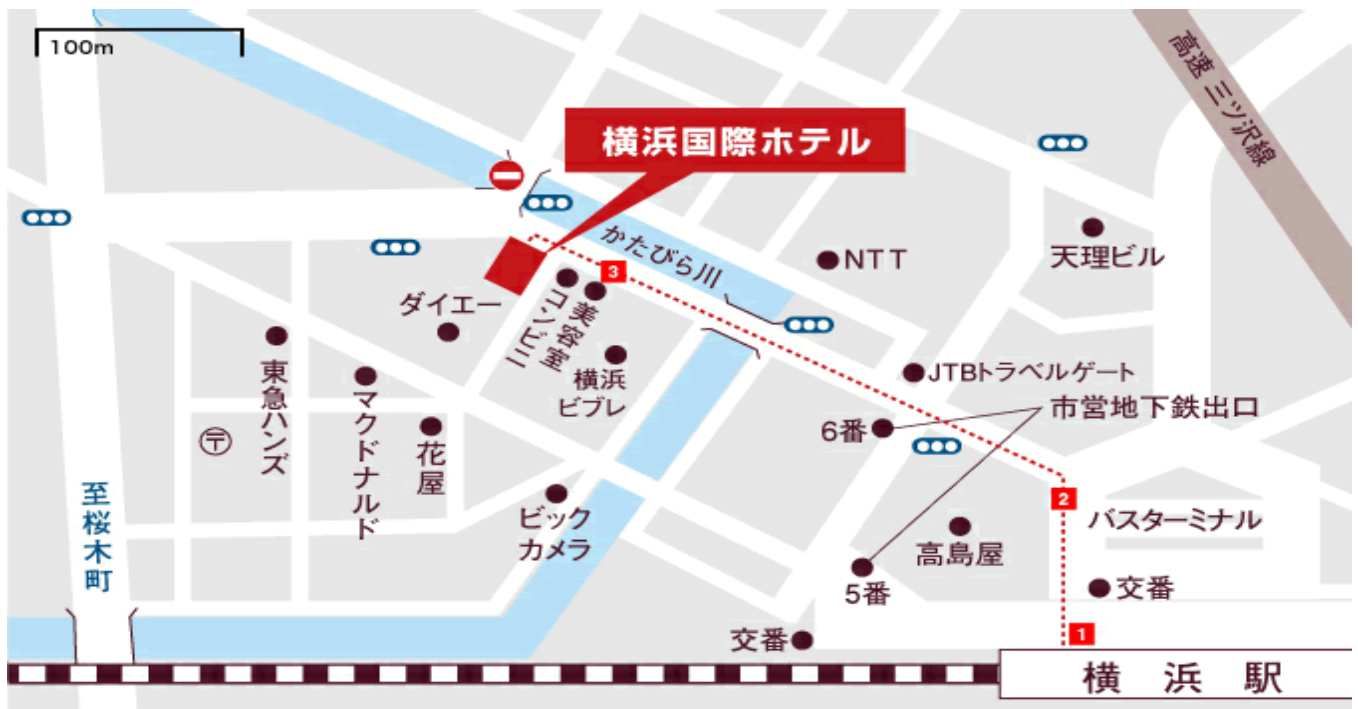 100m
高速 三ツ沢線
横浜国際ホテル
かたびら川
NTT
天理ビル
3
ダイエー
コンビニ
美容室
横浜
ビブレ
東急ハンズ
マクドナルド
花屋
〒
JTBトラベルゲート
市営地下鉄出口
6番
至桜木町
ビック
カメラ
2
バスターミナル
高島屋
5番
交番
交番
1
横浜駅